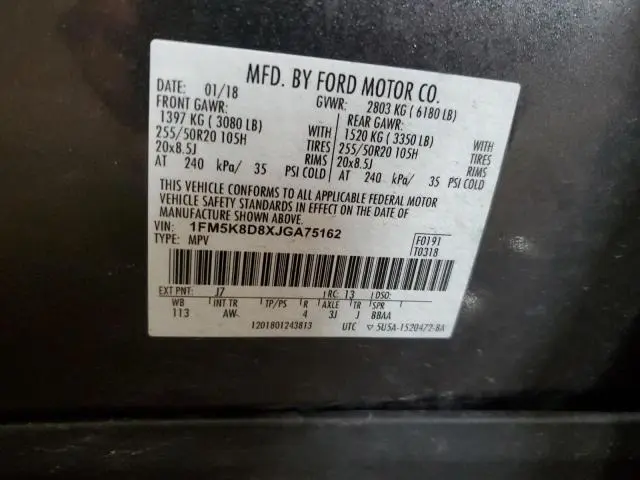 MFD. BY FORD MOTOR CO.
DATE: 01/18 GVWR: 2803 KG ( 6180 LB)
FRONT GAWR: REAR GAWR:
1397 KG ( 3080 LB) WITH 1520 KG ( 3350 LB) WITH
255/50R20 105H TIRES 255/50R20 105H TIRES
20x8.5J RIMS 20x8.5J RIMS
AT 240 kPa/ 35 PSI COLD AT 240 kPa/ 35 PSI COLD
THIS VEHICLE CONFORMS TO ALL APPLICABLE FEDERAL MOTOR
VEHICLE SAFETY STANDARDS IN EFFECT ON THE DATE OF
MANUFACTURE SHOWN ABOVE.
VIN: 1FM5K8D8XJGA75162 F0191
TYPE: MPV T0318
EXT PNT: J7 RC: 13 DSO:
WB INT TR TP/PS R AXLE TR SPR
113 AW 4 3J J BBAA
1201801243813 UTC ▽ 5U5A-1520472-BA